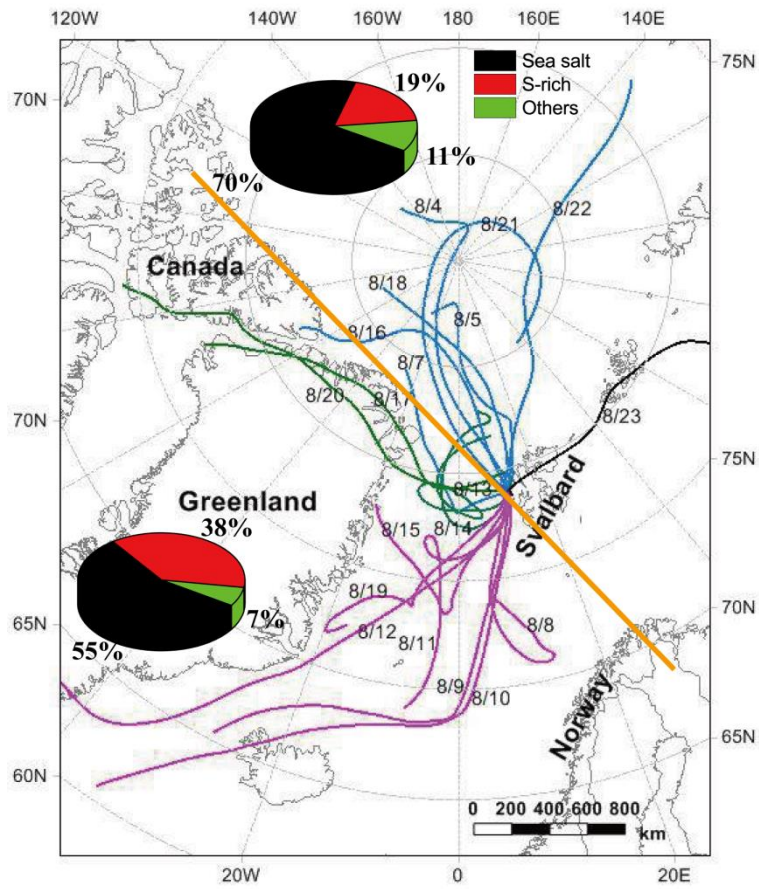 120W 140W 160W 180 160E 140E
75N
70N
Sea salt
S-rich
Others
19%
11%
70%
Canada
8/4
8/21
8/22
8/18
8/5
8/16
8/7
8/17
8/20
8/23
70N
75N
Greenland
Svalbard
8/13
8/14
8/15
38%
7%
55%
8/19
8/12
8/11
8/8
8/9
8/10
65N
70N
Norway
65N
60N
0 200 400 600 800
km
20W 0 20E